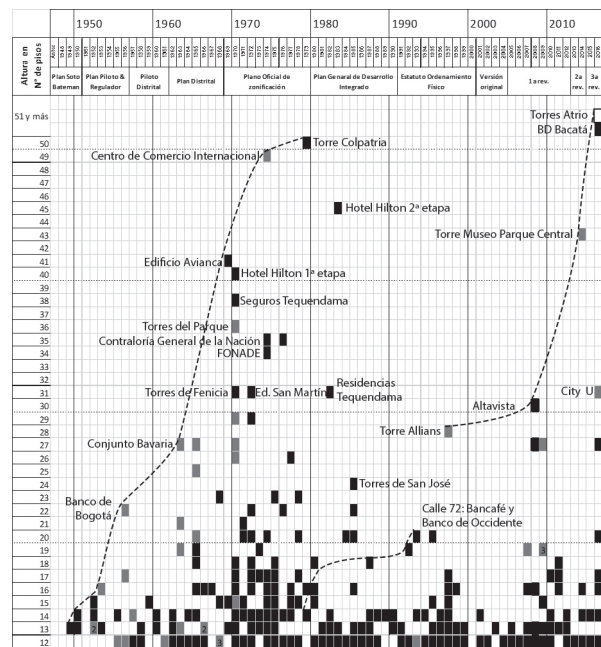 1950 1960 1970 1980 1990 2000 2010
Altura en
N° de pisos
Años
Plan Soto
Bateman
Plan Piloto &
Regulador
Piloto
Distrital
Plan Distrital
Plano Oficial de
zonificación
Plan Genaral de Desarrollo
Integrado
Estatuto Ordenamiento
Físico
Versión
original
1a rev.
2a
rev.
3a
rev.
51 y más
Torres Atrio
BD Bacatá
50
Torre Colpatria
49
Centro de Comercio Internacional
48
47
46
45
Hotel Hilton 2ª etapa
44
43
Torre Museo Parque Central
42
41
Edificio Avianca
40
Hotel Hilton 1ª etapa
39
38
Seguros Tequendama
37
36
Torres del Parque
35
Contraloría General de la Nación
34
FONADE
33
32
31
Torres de Fenicia
Ed. San Martín
Residencias
Tequendama
City U
30
Altavista
29
28
Torre Allians
27
Conjunto Bavaria
26
25
24
Torres de San José
23
22
Banco de
Bogotá
21
Calle 72: Bancafé y
Banco de Occidente
20
19
3
18
17
16
15
14
13
2
2
12
3